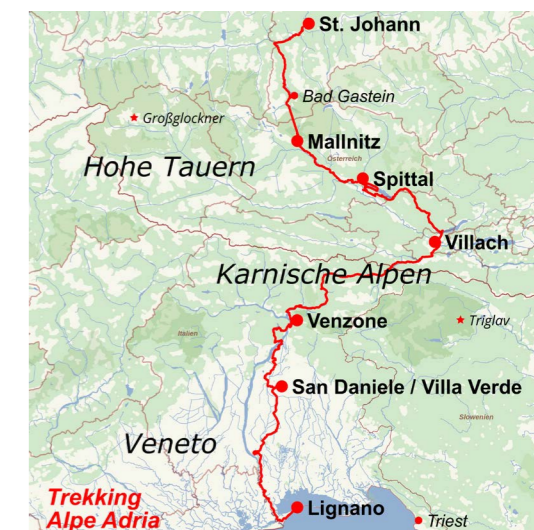 St. Johann
Bad Gastein
Großglockner
Mallnitz
Österreich
Hohe Tauern
Spittal
Villach
Karnische Alpen
Venzone
Triglav
Italien
San Daniele / Villa Verde
Slowenien
Veneto
Trekking
Alpe Adria
Lignano
Triest